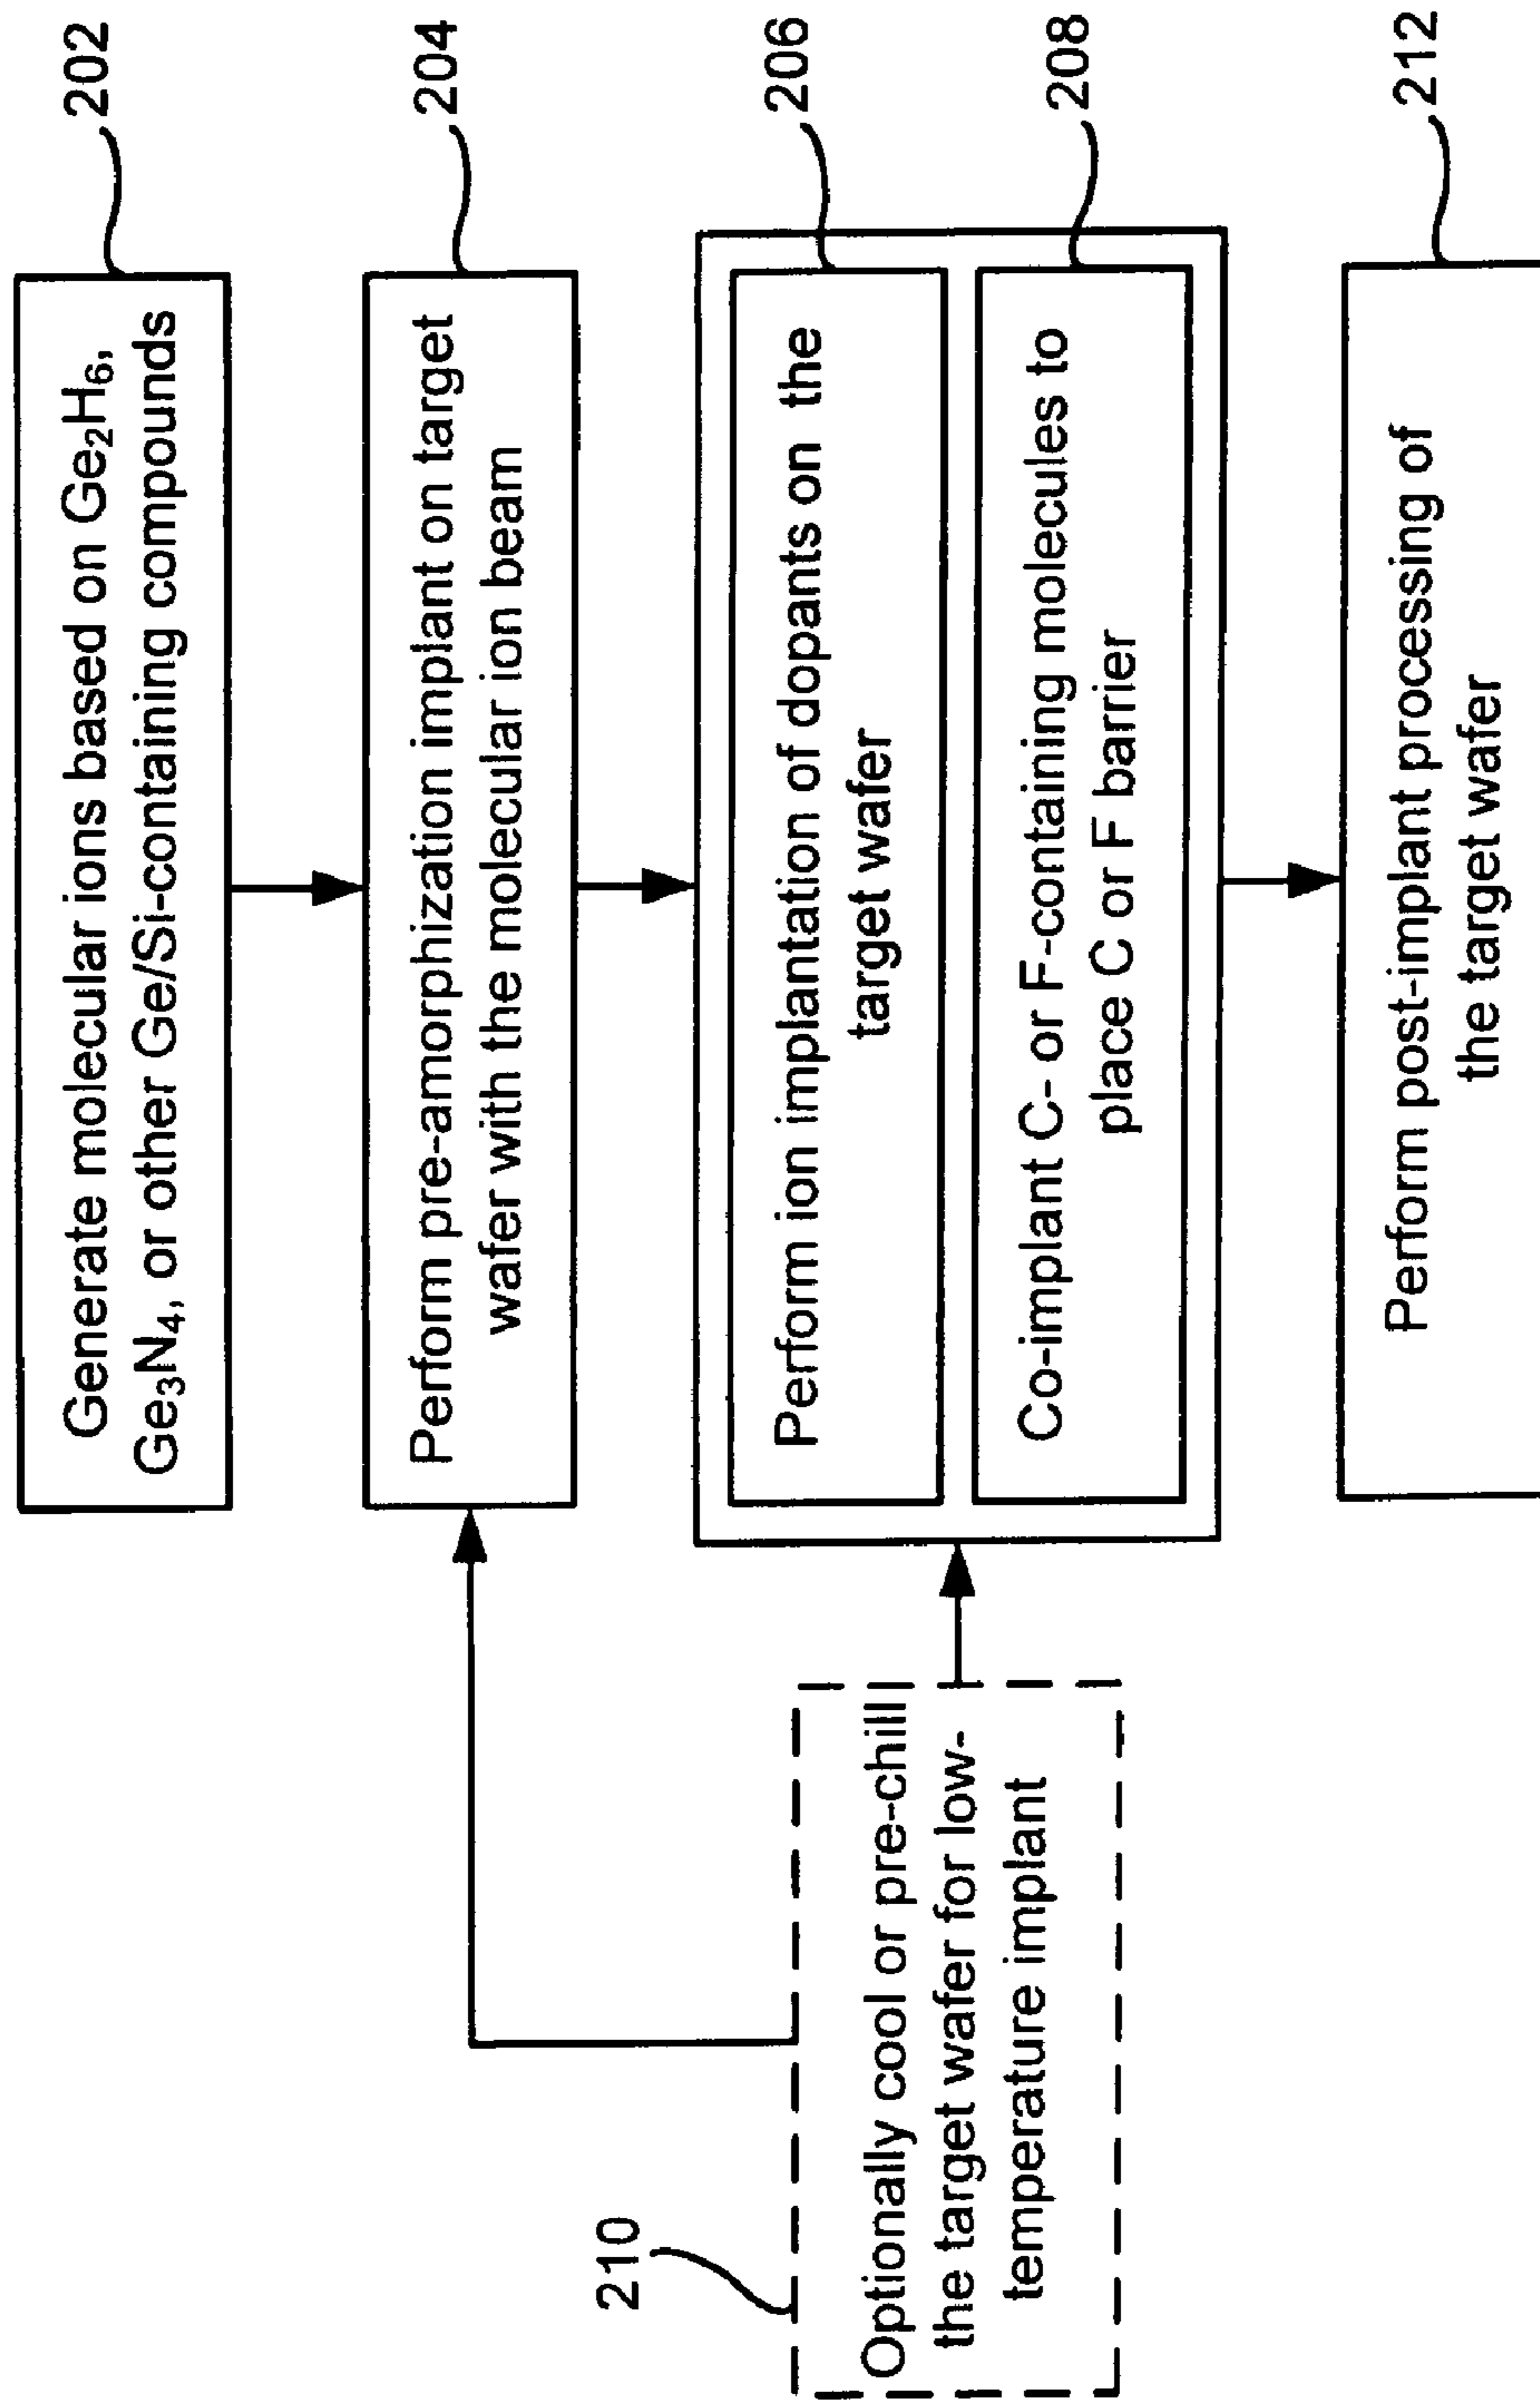 Generate molecular ions based on Ge₂H₆,
Ge₃N₄, or other Ge/Si-containing compounds
202
Perform pre-amorphization implant on target
wafer with the molecular ion beam
204
Perform ion implantation of dopants on the
target wafer
206
Co-implant C- or F-containing molecules to
place C or F barrier
208
210
Optionally cool or pre-chill
the target wafer for low-
temperature implant
Perform post-implant processing of
the target wafer
212